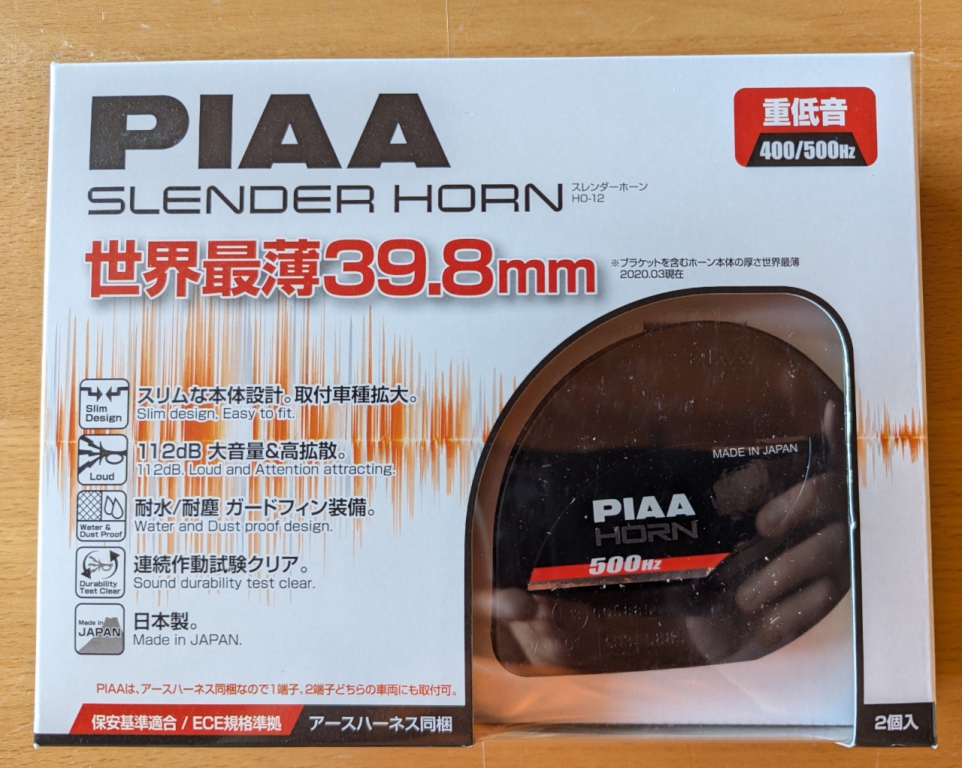 PIAA
SLENDER HORN
スレンダーホーン
HO-12
重低音
400/500Hz
世界最薄39.8mm
※ブラケットを含むホーン本体の厚さ世界最薄
2020.03現在
Slim
Design
スリムな本体設計。取付車種拡大。
Slim design, Easy to fit.
Loud
112dB 大音量&高拡散。
112dB. Loud and Attention attracting.
Water &
Dust Proof
耐水/耐塵 ガードフィン装備。
Water and Dust proof design.
Durability
Test Clear
連続作動試験クリア。
Sound durability test clear.
Made in
JAPAN
日本製。
Made in JAPAN.
MADE IN JAPAN
PIAA
HORN
500Hz
PIAAは、アースハーネス同梱なので1端子、2端子どちらの車両にも取付可。
保安基準適合 / ECE規格準拠
アースハーネス同梱
2個入